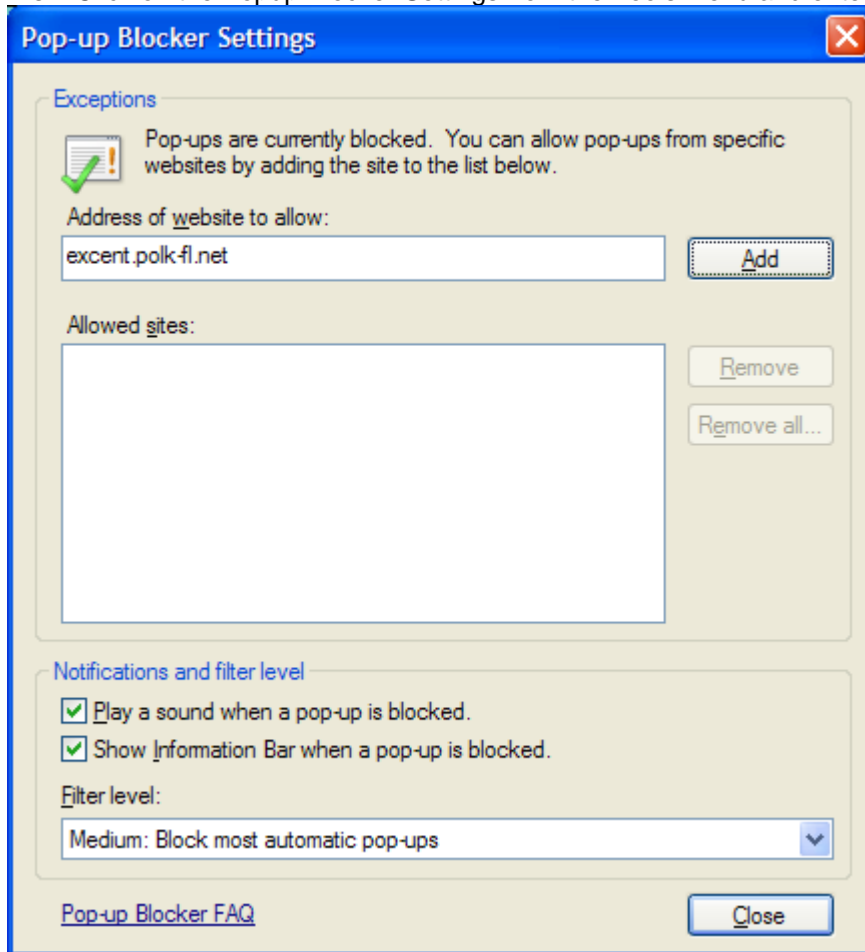 Pop-up Blocker Settings
Exceptions
Pop-ups are currently blocked. You can allow pop-ups from specific
websites by adding the site to the list below.
Address of website to allow:
excent.polk-fl.net
Add
Allowed sites:
Remove
Remove all...
Notifications and filter level
Play a sound when a pop-up is blocked.
Show Information Bar when a pop-up is blocked.
Filter level:
Medium: Block most automatic pop-ups
Pop-up Blocker FAQ
Close